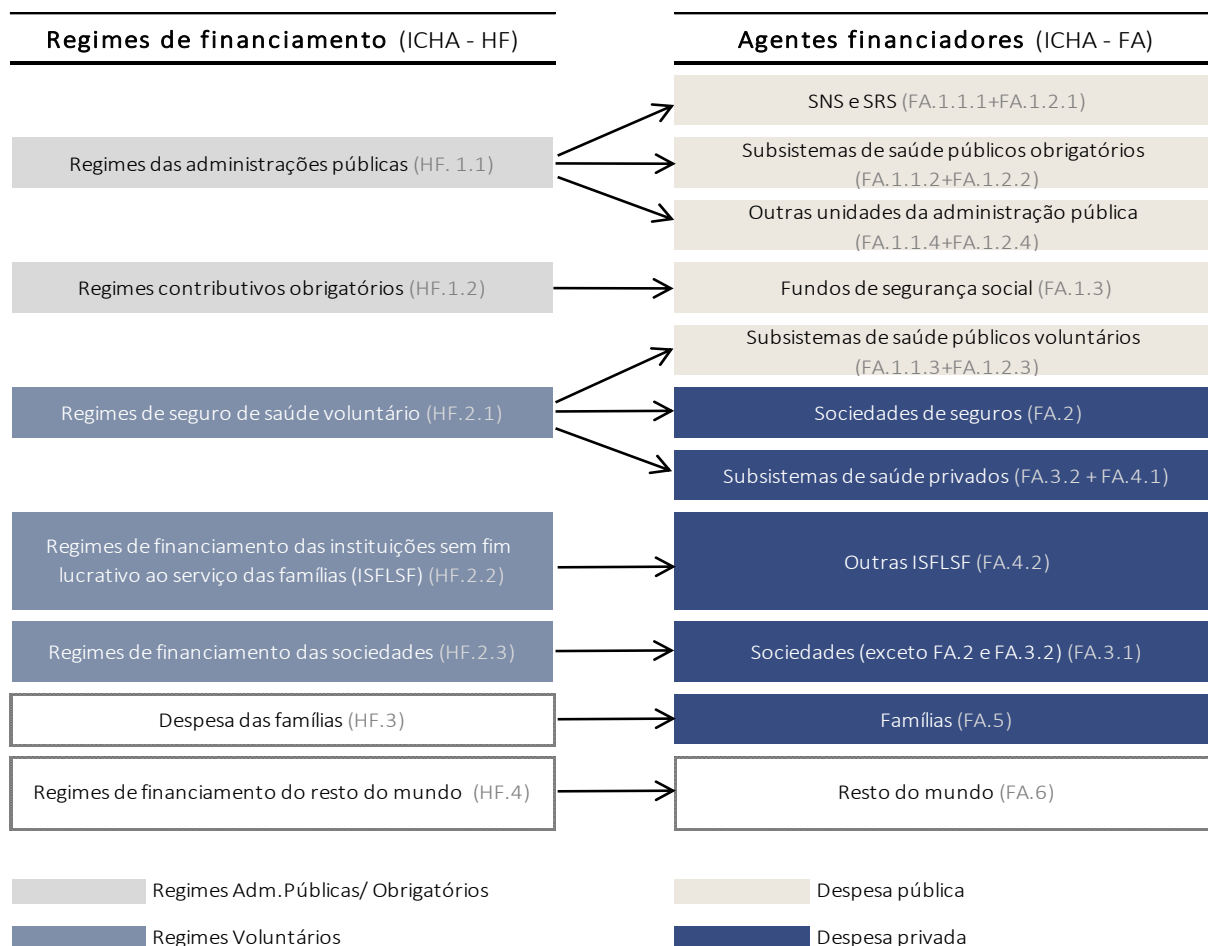 Regimes de financiamento (ICHA - HF)
Agentes financiadores (ICHA - FA)
SNS e SRS (FA.1.1.1+FA.1.2.1)
Regimes das administrações públicas (HF. 1.1)
Subsistemas de saúde públicos obrigatórios
(FA.1.1.2+FA.1.2.2)
Outras unidades da administração pública
(FA.1.1.4+FA.1.2.4)
Regimes contributivos obrigatórios (HF.1.2)
Fundos de segurança social (FA.1.3)
Subsistemas de saúde públicos voluntários
(FA.1.1.3+FA.1.2.3)
Regimes de seguro de saúde voluntário (HF.2.1)
Sociedades de seguros (FA.2)
Subsistemas de saúde privados (FA.3.2 + FA.4.1)
Regimes de financiamento das instituições sem fim
lucrativo ao serviço das famílias (ISFLSF) (HF.2.2)
Outras ISFLSF (FA.4.2)
Regimes de financiamento das sociedades (HF.2.3)
Sociedades (exceto FA.2 e FA.3.2) (FA.3.1)
Despesa das famílias (HF.3)
Famílias (FA.5)
Regimes de financiamento do resto do mundo (HF.4)
Resto do mundo (FA.6)
Regimes Adm.Públicas/ Obrigatórios
Despesa pública
Regimes Voluntários
Despesa privada